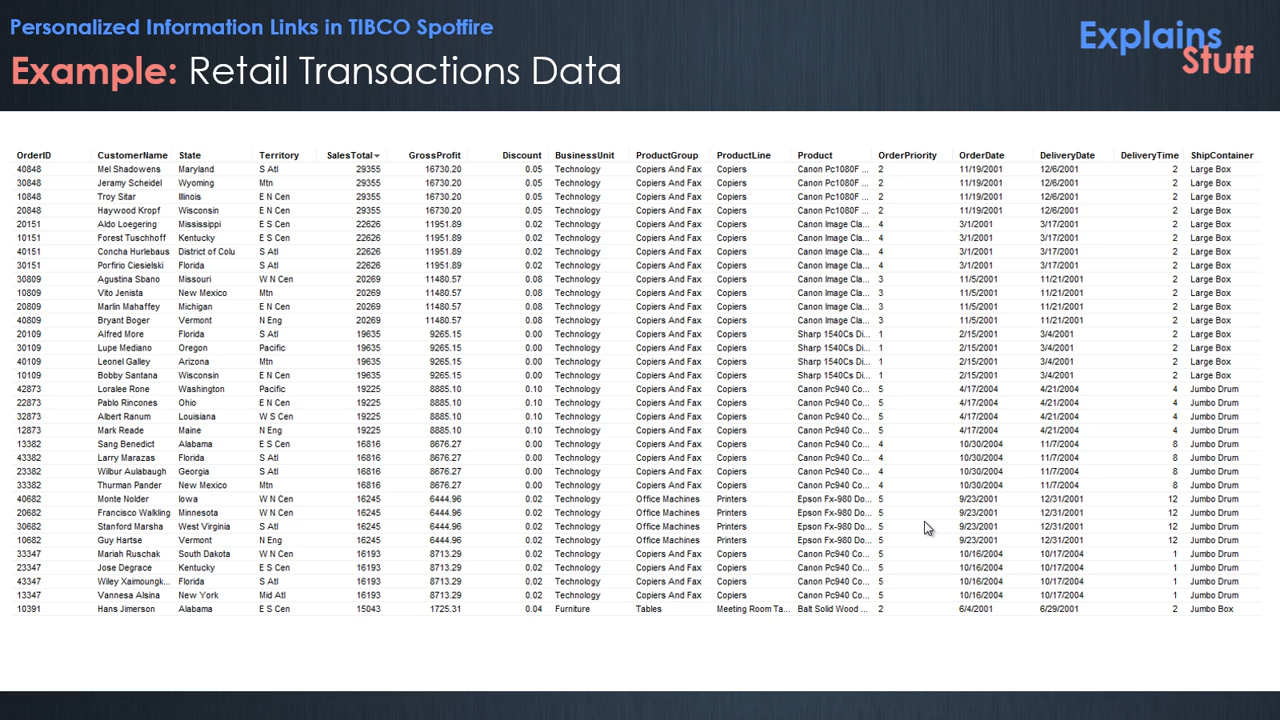 Personalized Information Links in TIBCO Spotfire
Example: Retail Transactions Data
Explains
Stuff
OrderID CustomerName State Territory SalesTotal GrossProfit Discount BusinessUnit ProductGroup ProductLine Product OrderPriority OrderDate DeliveryDate DeliveryTime ShipContainer
40848 Mel Shadowens Maryland S Atl 29355 16730.20 0.05 Technology Copiers And Fax Copiers Canon Pc1080F ... 2 11/19/2001 12/6/2001 2 Large Box
30848 Jeramy Scheidel Wyoming Mtn 29355 16730.20 0.05 Technology Copiers And Fax Copiers Canon Pc1080F ... 2 11/19/2001 12/6/2001 2 Large Box
10848 Troy Sitar Illinois E N Cen 29355 16730.20 0.05 Technology Copiers And Fax Copiers Canon Pc1080F ... 2 11/19/2001 12/6/2001 2 Large Box
20848 Haywood Kropf Wisconsin E N Cen 29355 16730.20 0.05 Technology Copiers And Fax Copiers Canon Pc1080F ... 2 11/19/2001 12/6/2001 2 Large Box
20151 Aldo Loegering Mississippi E S Cen 22626 11951.89 0.02 Technology Copiers And Fax Copiers Canon Image Cla... 4 3/1/2001 3/17/2001 2 Large Box
10151 Forest Tuschhoff Kentucky E S Cen 22626 11951.89 0.02 Technology Copiers And Fax Copiers Canon Image Cla... 4 3/1/2001 3/17/2001 2 Large Box
40151 Concha Hurlebaus District of Colu S Atl 22626 11951.89 0.02 Technology Copiers And Fax Copiers Canon Image Cla... 4 3/1/2001 3/17/2001 2 Large Box
30151 Porfirio Ciesielski Florida S Atl 22626 11951.89 0.02 Technology Copiers And Fax Copiers Canon Image Cla... 4 3/1/2001 3/17/2001 2 Large Box
30809 Agustina Sbano Missouri W N Cen 20269 11480.57 0.08 Technology Copiers And Fax Copiers Canon Image Cla... 3 11/5/2001 11/21/2001 2 Large Box
10809 Vito Jenista New Mexico Mtn 20269 11480.57 0.08 Technology Copiers And Fax Copiers Canon Image Cla... 3 11/5/2001 11/21/2001 2 Large Box
20809 Marlin Mahaffey Michigan E N Cen 20269 11480.57 0.08 Technology Copiers And Fax Copiers Canon Image Cla... 3 11/5/2001 11/21/2001 2 Large Box
40809 Bryant Boger Vermont N Eng 20269 11480.57 0.08 Technology Copiers And Fax Copiers Canon Image Cla... 3 11/5/2001 11/21/2001 2 Large Box
20109 Alfred More Florida S Atl 19635 9265.15 0.00 Technology Copiers And Fax Copiers Sharp 1540Cs Di... 1 2/15/2001 3/4/2001 2 Large Box
30109 Lupe Mediano Oregon Pacific 19635 9265.15 0.00 Technology Copiers And Fax Copiers Sharp 1540Cs Di... 1 2/15/2001 3/4/2001 2 Large Box
40109 Leonel Galley Arizona Mtn 19635 9265.15 0.00 Technology Copiers And Fax Copiers Sharp 1540Cs Di... 1 2/15/2001 3/4/2001 2 Large Box
10109 Bobby Santana Wisconsin E N Cen 19635 9265.15 0.00 Technology Copiers And Fax Copiers Sharp 1540Cs Di... 1 2/15/2001 3/4/2001 2 Large Box
42873 Loralee Rone Washington Pacific 19225 8885.10 0.10 Technology Copiers And Fax Copiers Canon Pc940 Co... 5 4/17/2004 4/21/2004 4 Jumbo Drum
22873 Pablo Rincones Ohio E N Cen 19225 8885.10 0.10 Technology Copiers And Fax Copiers Canon Pc940 Co... 5 4/17/2004 4/21/2004 4 Jumbo Drum
32873 Albert Ranum Louisiana W S Cen 19225 8885.10 0.10 Technology Copiers And Fax Copiers Canon Pc940 Co... 5 4/17/2004 4/21/2004 4 Jumbo Drum
12873 Mark Reade Maine N Eng 19225 8885.10 0.10 Technology Copiers And Fax Copiers Canon Pc940 Co... 5 4/17/2004 4/21/2004 4 Jumbo Drum
13382 Sang Benedict Alabama E S Cen 16816 8676.27 0.00 Technology Copiers And Fax Copiers Canon Pc940 Co... 4 10/30/2004 11/7/2004 8 Jumbo Drum
43382 Larry Marazas Florida S Atl 16816 8676.27 0.00 Technology Copiers And Fax Copiers Canon Pc940 Co... 4 10/30/2004 11/7/2004 8 Jumbo Drum
23382 Wilbur Aulabaugh Georgia S Atl 16816 8676.27 0.00 Technology Copiers And Fax Copiers Canon Pc940 Co... 4 10/30/2004 11/7/2004 8 Jumbo Drum
33382 Thurman Pander New Mexico Mtn 16816 8676.27 0.00 Technology Copiers And Fax Copiers Canon Pc940 Co... 4 10/30/2004 11/7/2004 8 Jumbo Drum
40682 Monte Nolder Iowa W N Cen 16245 6444.96 0.02 Technology Office Machines Printers Epson Fx-980 Do... 5 9/23/2001 12/31/2001 12 Jumbo Drum
20682 Francisco Walkling Minnesota W N Cen 16245 6444.96 0.02 Technology Office Machines Printers Epson Fx-980 Do... 5 9/23/2001 12/31/2001 12 Jumbo Drum
30682 Stanford Marsha West Virginia S Atl 16245 6444.96 0.02 Technology Office Machines Printers Epson Fx-980 Do... 5 9/23/2001 12/31/2001 12 Jumbo Drum
10682 Guy Hartse Vermont N Eng 16245 6444.96 0.02 Technology Office Machines Printers Epson Fx-980 Do... 5 9/23/2001 12/31/2001 12 Jumbo Drum
33347 Mariah Ruschak South Dakota W N Cen 16193 8713.29 0.02 Technology Copiers And Fax Copiers Canon Pc940 Co... 5 10/16/2004 10/17/2004 1 Jumbo Drum
23347 Jose Degrace Kentucky E S Cen 16193 8713.29 0.02 Technology Copiers And Fax Copiers Canon Pc940 Co... 5 10/16/2004 10/17/2004 1 Jumbo Drum
43347 Wiley Xaimoungk... Florida S Atl 16193 8713.29 0.02 Technology Copiers And Fax Copiers Canon Pc940 Co... 5 10/16/2004 10/17/2004 1 Jumbo Drum
13347 Vannesa Alsina New York Mid Atl 16193 8713.29 0.02 Technology Copiers And Fax Copiers Canon Pc940 Co... 5 10/16/2004 10/17/2004 1 Jumbo Drum
10391 Hans Jimerson Alabama E S Cen 15043 1725.31 0.04 Furniture Tables Meeting Room Ta... Balt Solid Wood ... 2 6/4/2001 6/29/2001 2 Jumbo Box